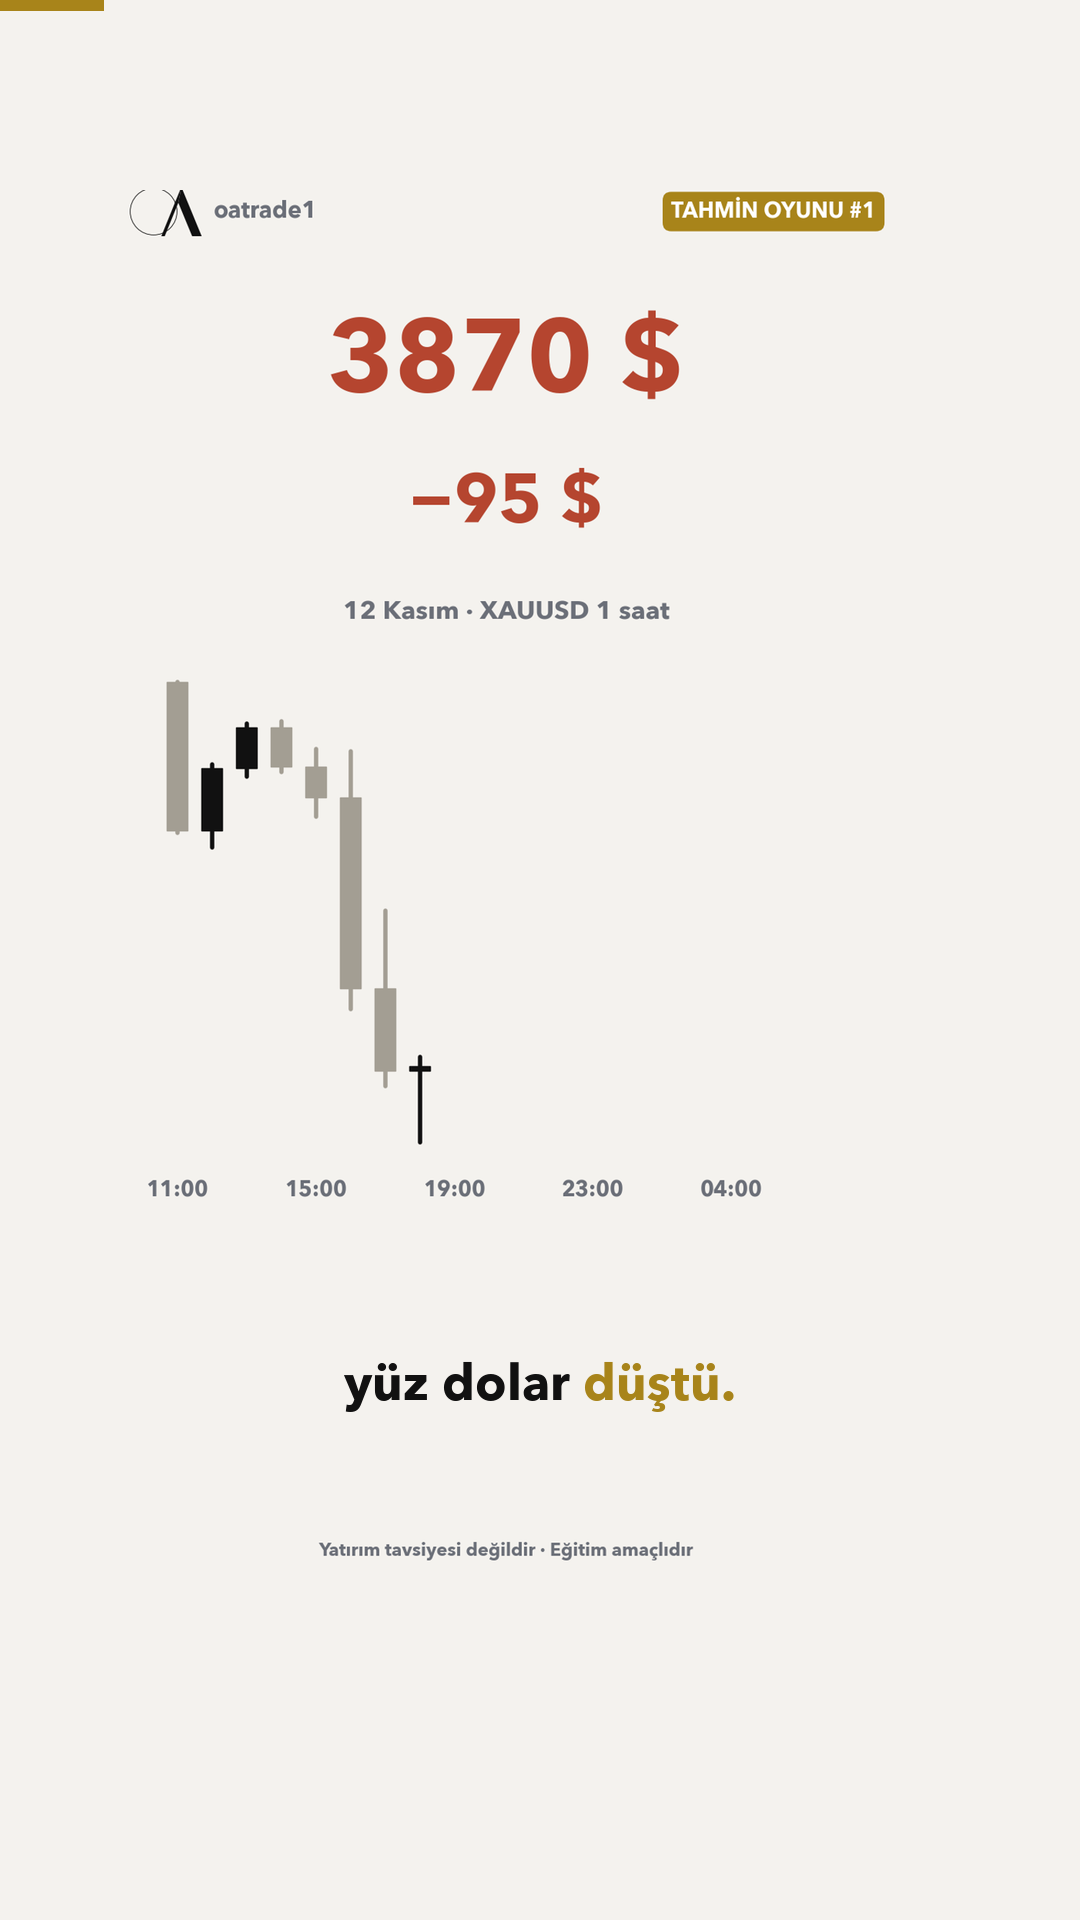 OA oatrade1
TAHMİN OYUNU #1
3870 $
−95 $
12 Kasım · XAUUSD 1 saat
11:00 15:00 19:00 23:00 04:00
yüz dolar düştü.
Yatırım tavsiyesi değildir · Eğitim amaçlıdır